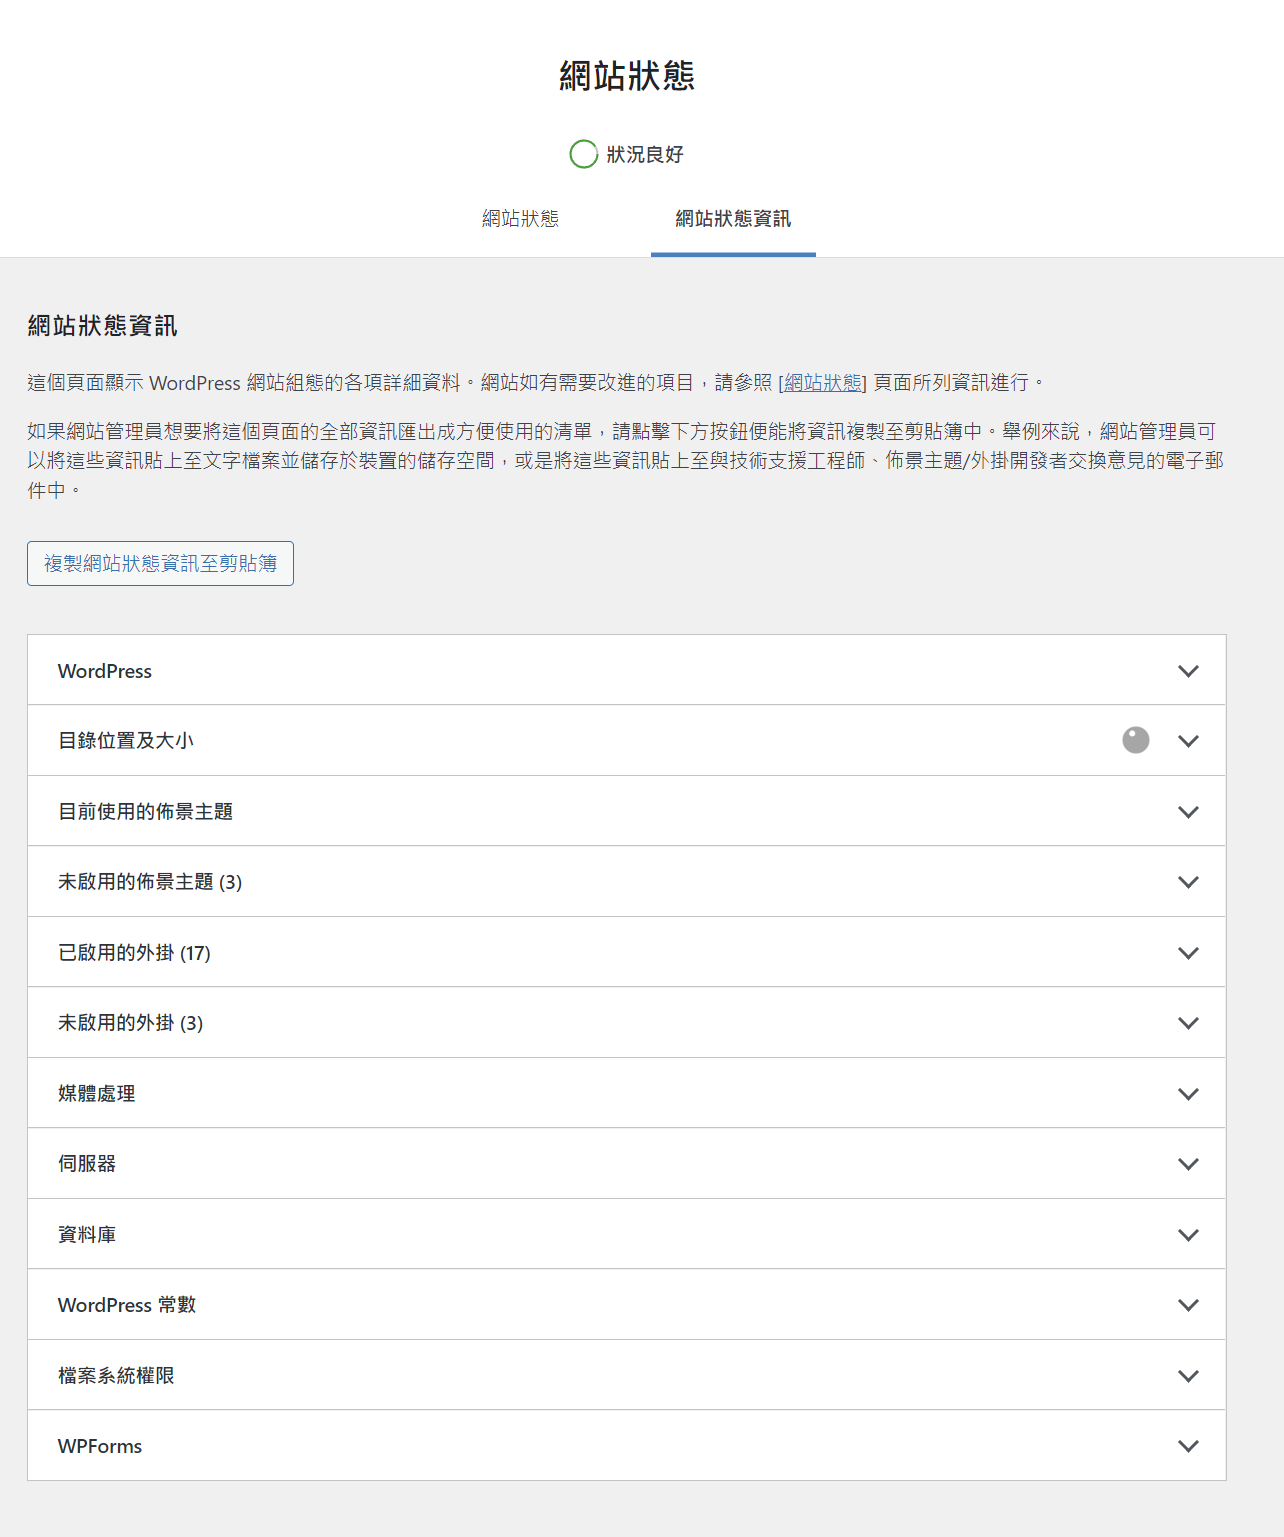 網站狀態
狀況良好
網站狀態
網站狀態資訊
網站狀態資訊
這個頁面顯示 WordPress 網站組態的各項詳細資料。網站如有需要改進的項目，請參照 [網站狀態] 頁面所列資訊進行。
如果網站管理員想要將這個頁面的全部資訊匯出成方便使用的清單，請點擊下方按鈕便能將資訊複製至剪貼簿中。舉例來說，網站管理員可
以將這些資訊貼上至文字檔案並儲存於裝置的儲存空間，或是將這些資訊貼上至與技術支援工程師、佈景主題/外掛開發者交換意見的電子郵
件中。
複製網站狀態資訊至剪貼簿
WordPress
目錄位置及大小
目前使用的佈景主題
未啟用的佈景主題 (3)
已啟用的外掛 (17)
未啟用的外掛 (3)
媒體處理
伺服器
資料庫
WordPress 常數
檔案系統權限
WPForms